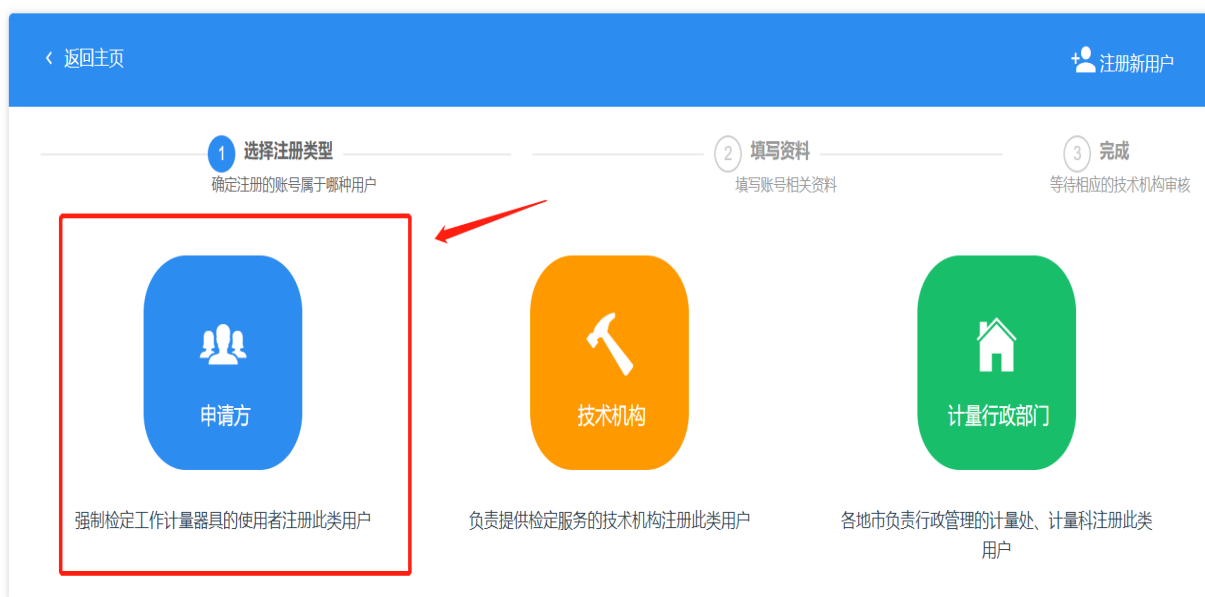 返回主页
注册新用户
1 选择注册类型
确定注册的账号属于哪种用户
2 填写资料
填写账号相关资料
3 完成
等待相应的技术机构审核
申请方
技术机构
计量行政部门
强制检定工作计量器具的使用者注册此类用户
负责提供检定服务的技术机构注册此类用户
各地市负责行政管理的计量处、计量科注册此类
用户